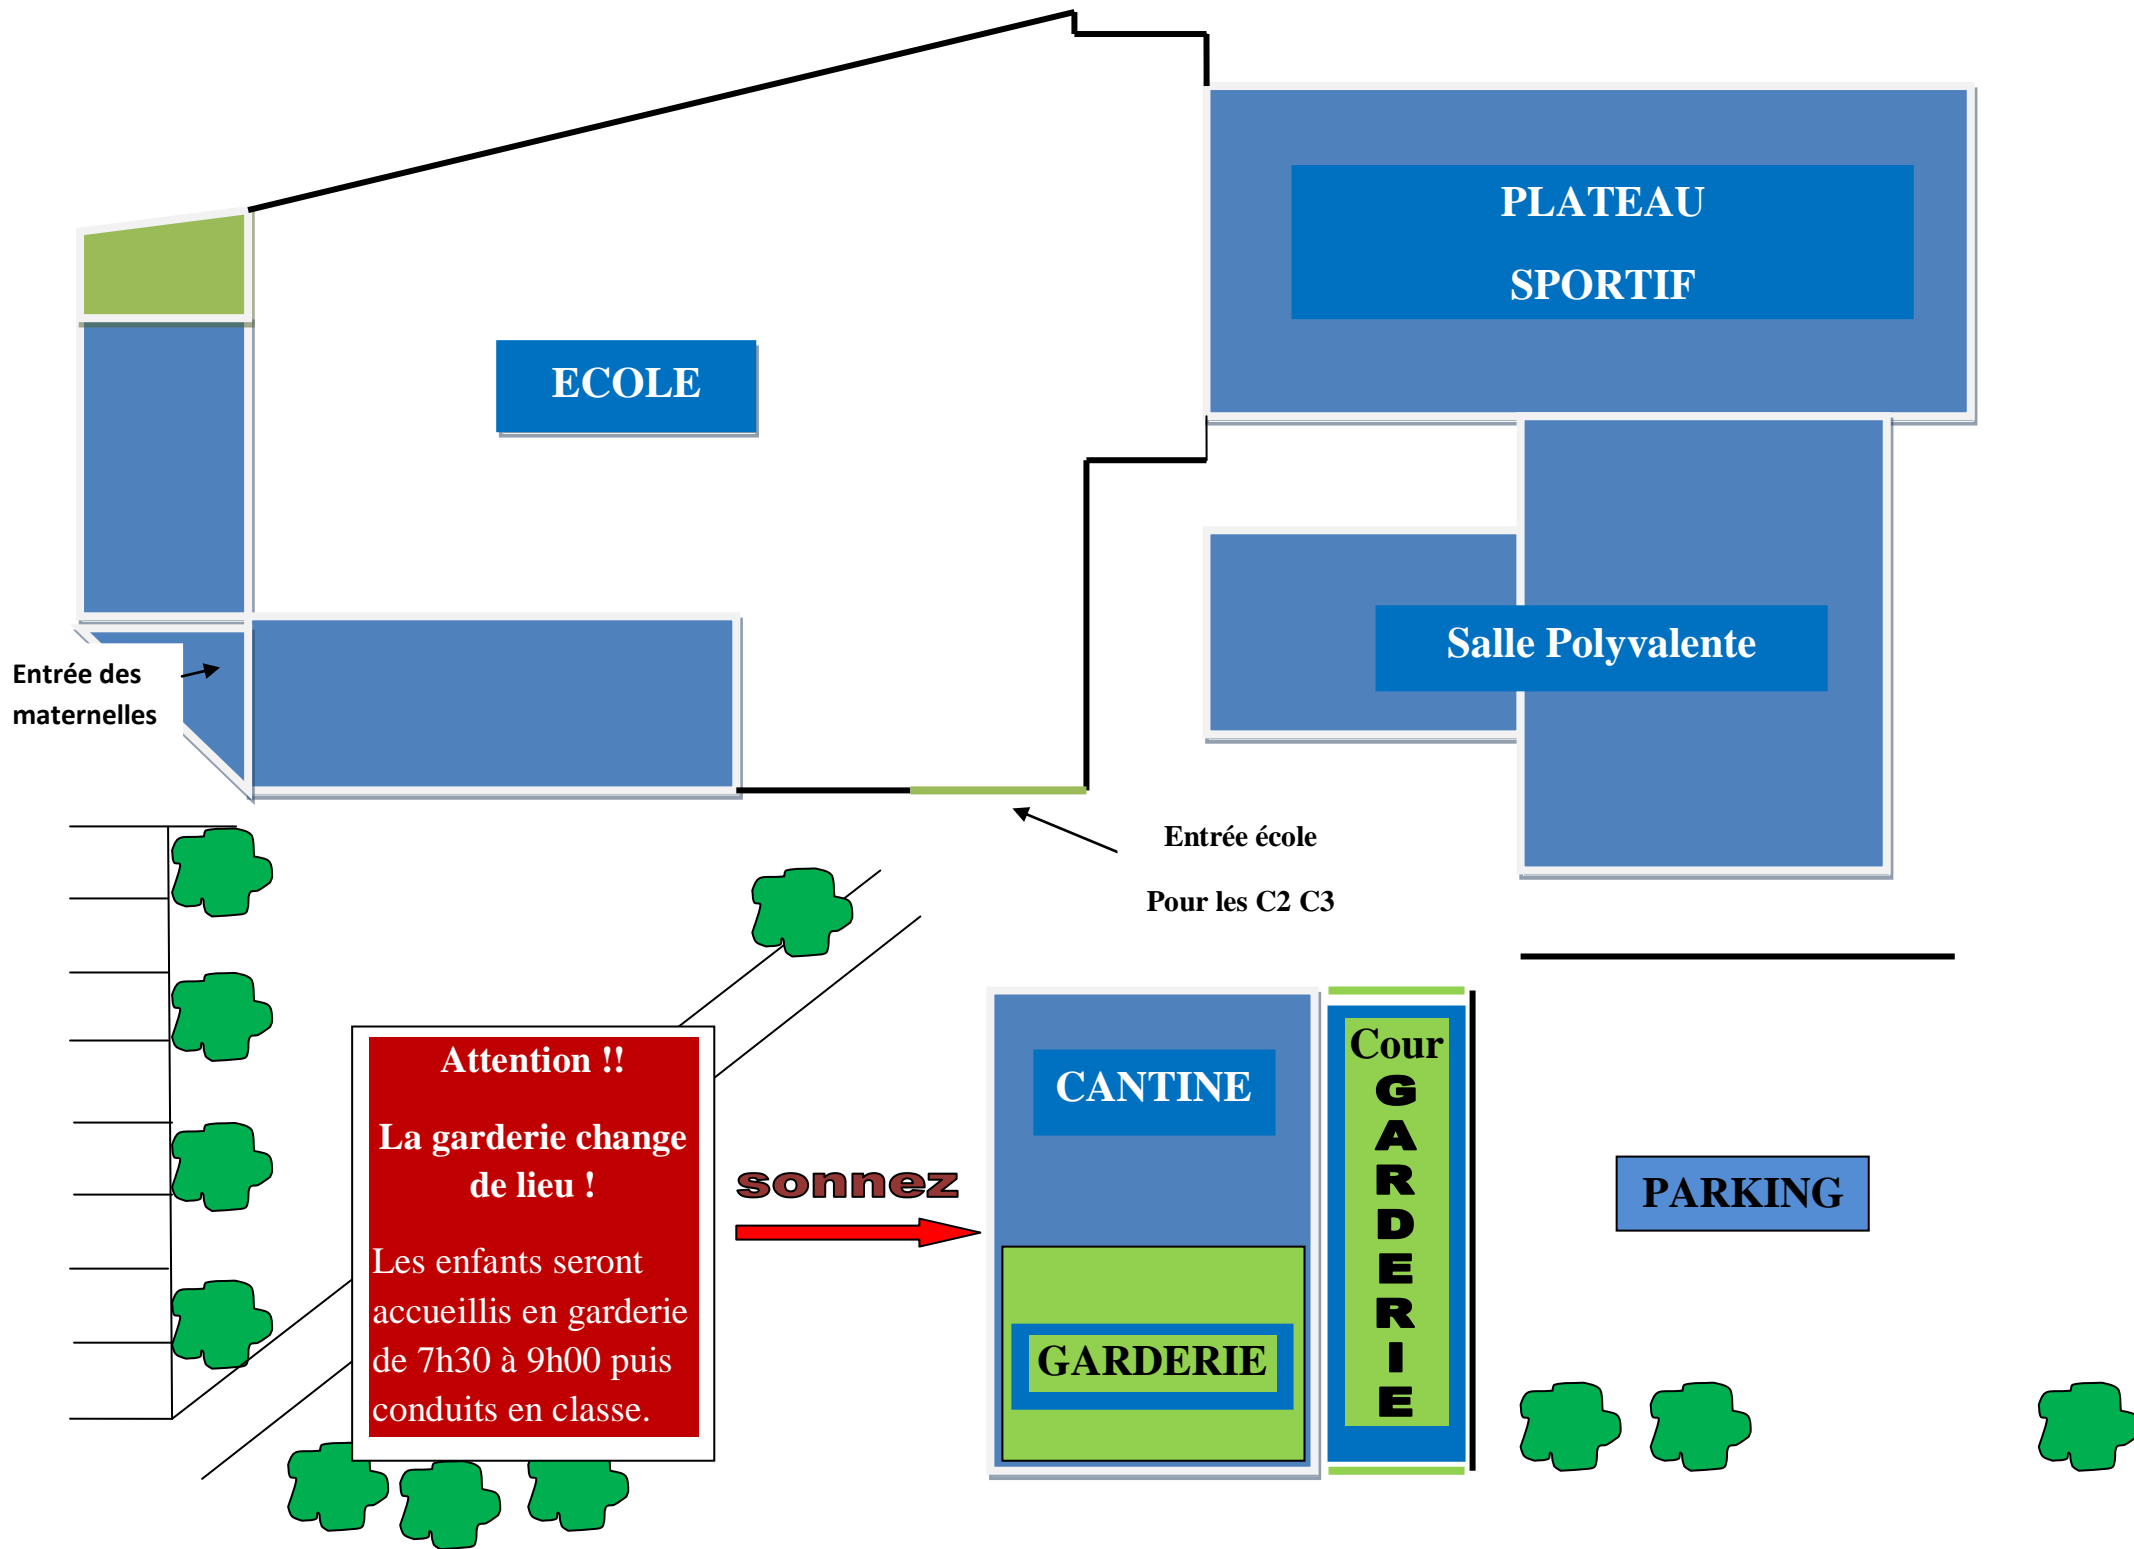 PLATEAU
SPORTIF
ECOLE
Salle Polyvalente
Entrée des
maternelles
Entrée école
Pour les C2 C3
Attention !!
La garderie change
de lieu !
Les enfants seront
accueillis en garderie
de 7h30 à 9h00 puis
conduits en classe.
sonnez
CANTINE
GARDERIE
Cour
GARDERIE
PARKING